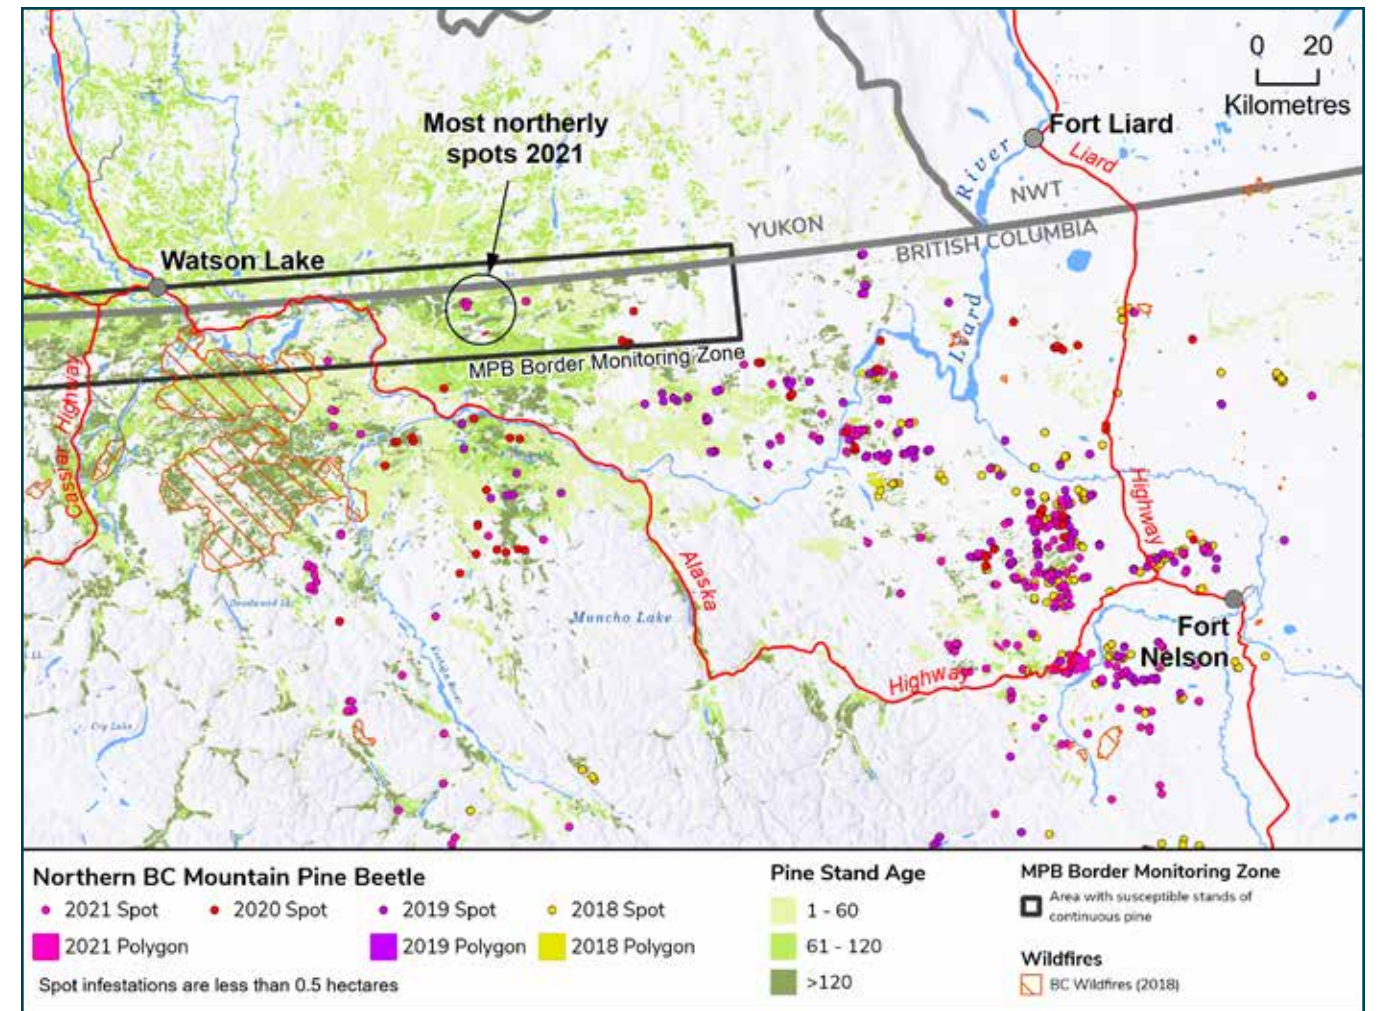 0 20
Kilometres
Most northerly
spots 2021
Fort Liard
Liard
River
NWT
YUKON
BRITISH COLUMBIA
Watson Lake
Liard
MPB Border Monitoring Zone
Cassiar Highway
Highway
Alaska
Muncho Lake
Fort
Nelson
Highway
Cry Lake
Northern BC Mountain Pine Beetle
2021 Spot 2020 Spot 2019 Spot 2018 Spot
2021 Polygon 2019 Polygon 2018 Polygon
Spot infestations are less than 0.5 hectares
Pine Stand Age
1 - 60
61 - 120
>120
MPB Border Monitoring Zone
Area with susceptible stands of
continuous pine
Wildfires
BC Wildfires (2018)